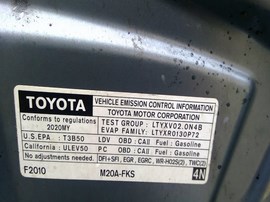 TOYOTA
VEHICLE EMISSION CONTROL INFORMATION
TOYOTA MOTOR CORPORATION
Conforms to regulations
2020MY
TEST GROUP : LTYXV02.0N4B
EVAP FAMILY : LTYXR0130P72
U.S.EPA : T3B50 LDV OBD : CAII Fuel : Gasoline
California : ULEV50 PC OBD : CAII Fuel : Gasoline
No adjustments needed. DFI+SFI, EGR, EGRC, WR-HO2S(2), TWC(2)
F2010 M20A-FKS 4N